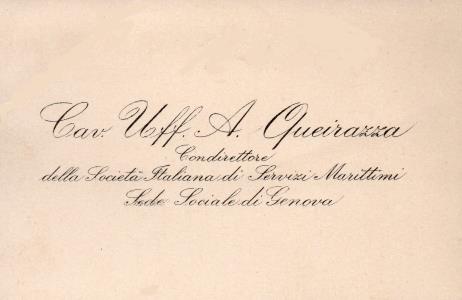 Cav. Uff. A. Queirazza
Condirettore
della Società Italiana di Servizi Marittimi
Sede Sociale di Genova